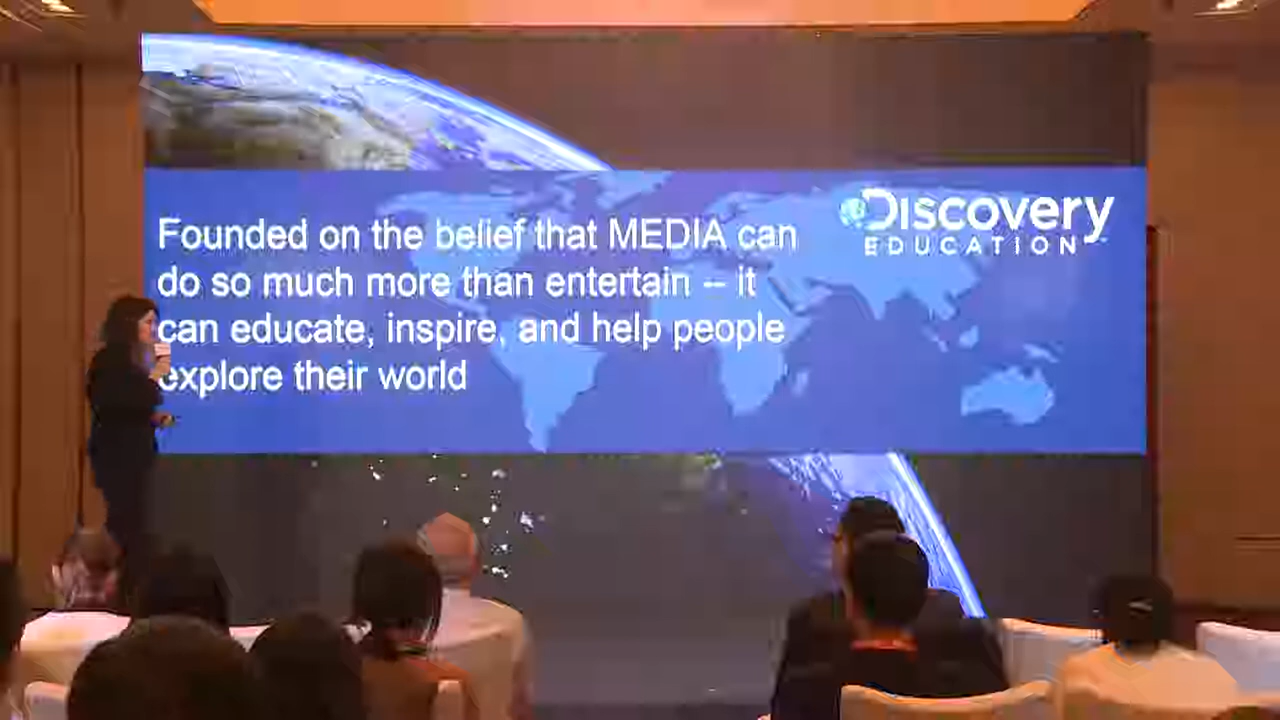 Founded on the belief that MEDIA can
do so much more than entertain – it
can educate, inspire, and help people
explore their world
Discovery
EDUCATION